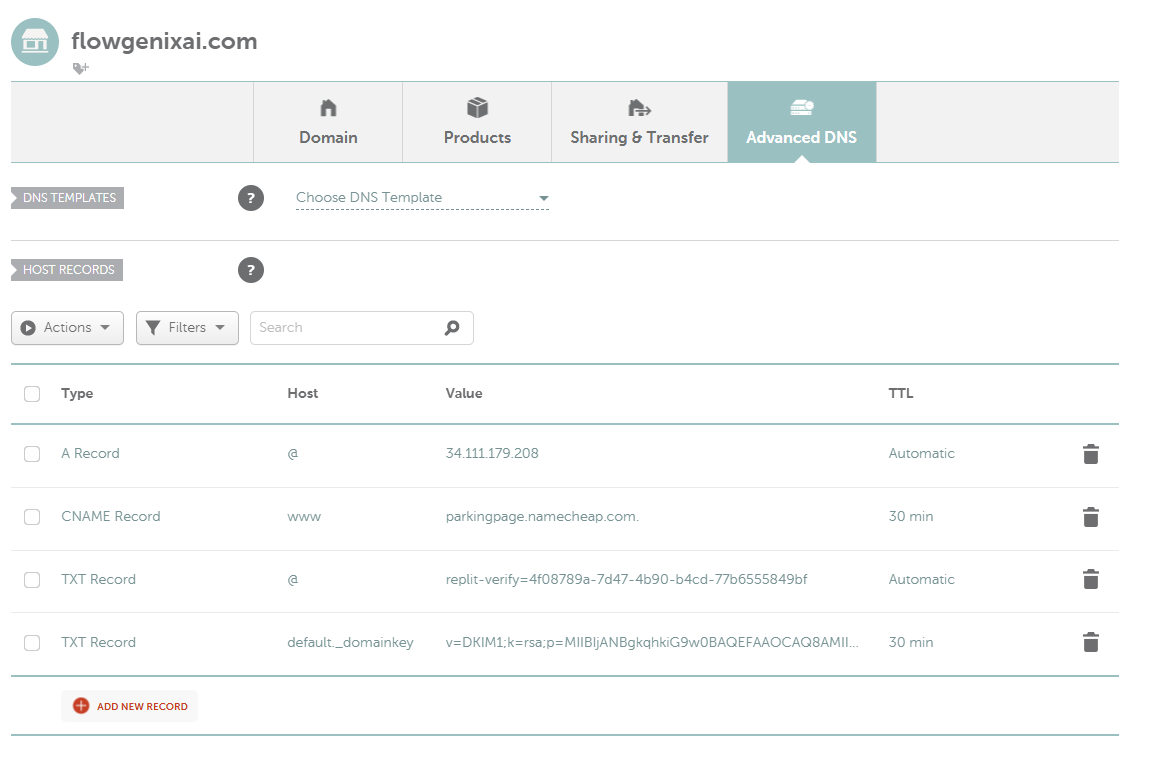 flowgenixai.com
Domain
Products
Sharing & Transfer
Advanced DNS
DNS TEMPLATES
?
Choose DNS Template
HOST RECORDS
?
Actions
Filters
Search
Type Host Value TTL
A Record @ 34.111.179.208 Automatic
CNAME Record www parkingpage.namecheap.com. 30 min
TXT Record @ replit-verify=4f08789a-7d47-4b90-b4cd-77b6555849bf Automatic
TXT Record default._domainkey v=DKIM1;k=rsa;p=MIIBIjANBgkqhkiG9w0BAQEFAAOCAQ8AMII... 30 min
ADD NEW RECORD